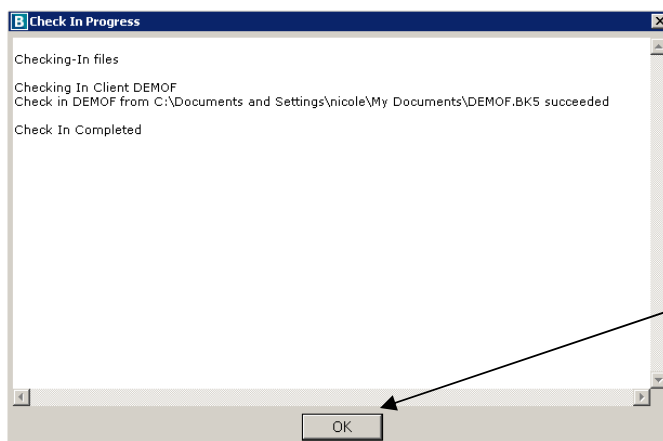 B Check In Progress
Checking-In files
Checking In Client DEMOF
Check in DEMOF from C:\Documents and Settings\nicole\My Documents\DEMOF.BK5 succeeded
Check In Completed
OK